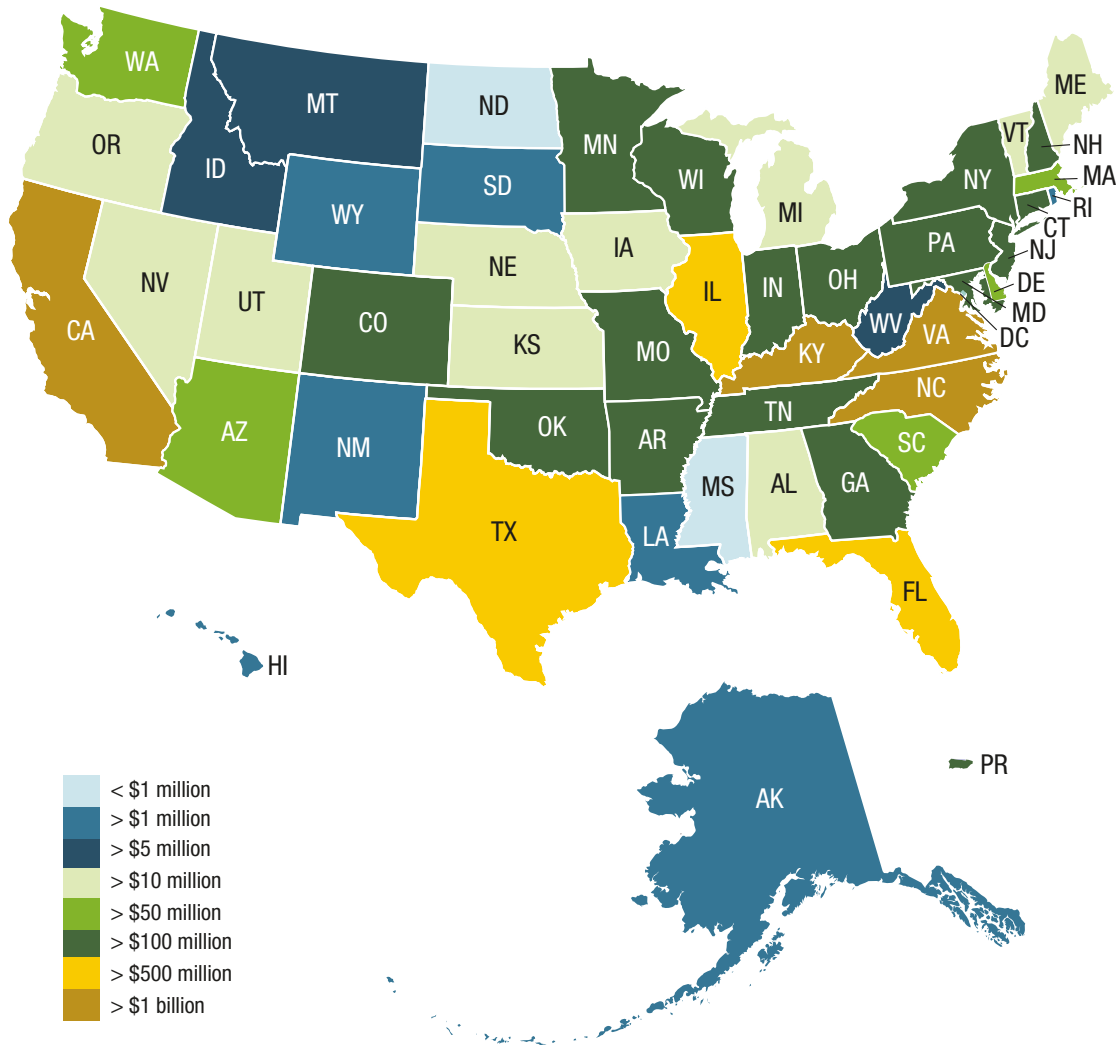 WA
MT
ND
ME
OR
ID
MN
VT
NH
SD
WI
NY
MA
WY
MI
RI
CT
NE
IA
PA
NJ
NV
UT
IL
IN
OH
DE
CO
MD
CA
KS
MO
WV
VA
DC
KY
NC
TN
AZ
OK
AR
SC
NM
MS
AL
GA
TX
LA
FL
HI
PR
AK
< $1 million
> $1 million
> $5 million
> $10 million
> $50 million
> $100 million
> $500 million
> $1 billion